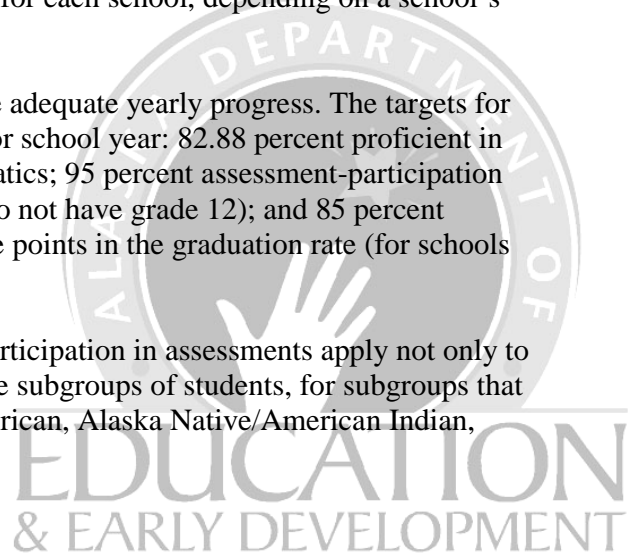 for each school, depending on a school's
e adequate yearly progress. The targets for
or school year: 82.88 percent proficient in
atics; 95 percent assessment-participation
o not have grade 12); and 85 percent
e points in the graduation rate (for schools
rticipation in assessments apply not only to
e subgroups of students, for subgroups that
rican, Alaska Native/American Indian,
ALASKA DEPARTMENT OF
EDUCATION
& EARLY DEVELOPMENT